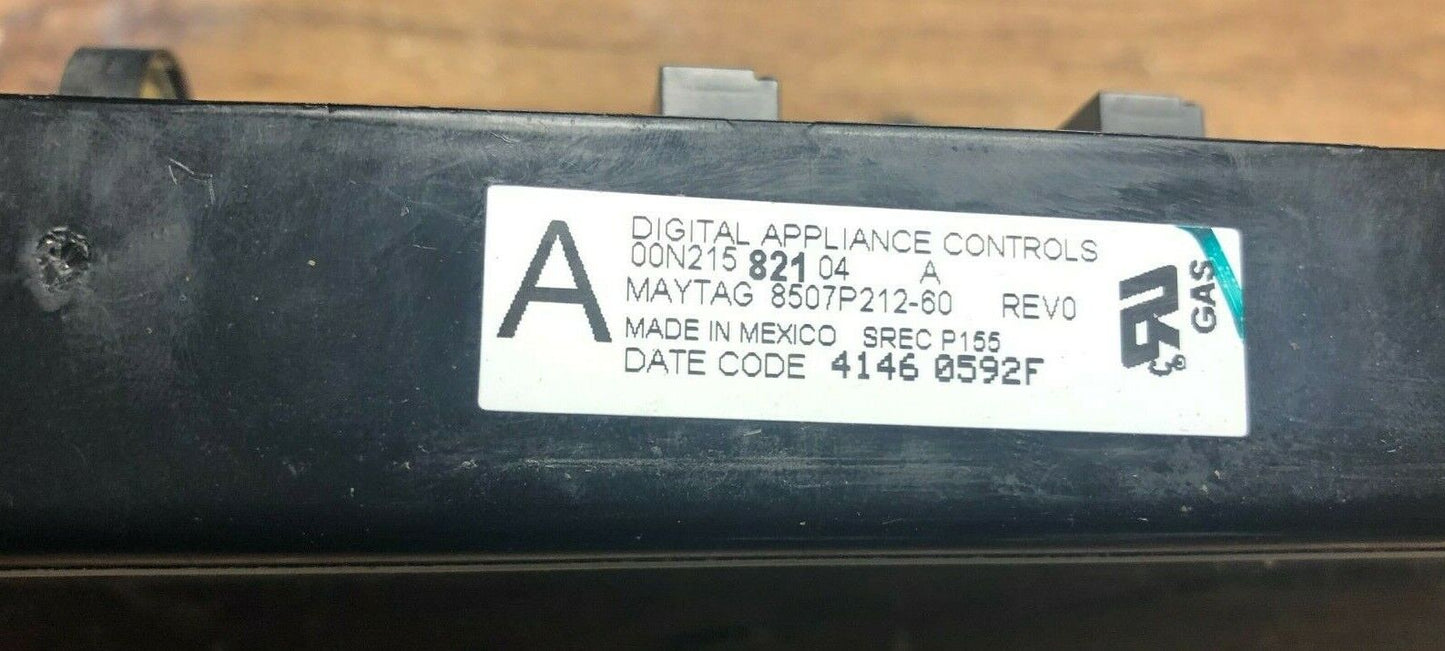 A
DIGITAL APPLIANCE CONTROLS
00N215 821 04 A
MAYTAG 8507P212-60 REV0
MADE IN MEXICO SREC P155
DATE CODE 4146 0592F
GAS